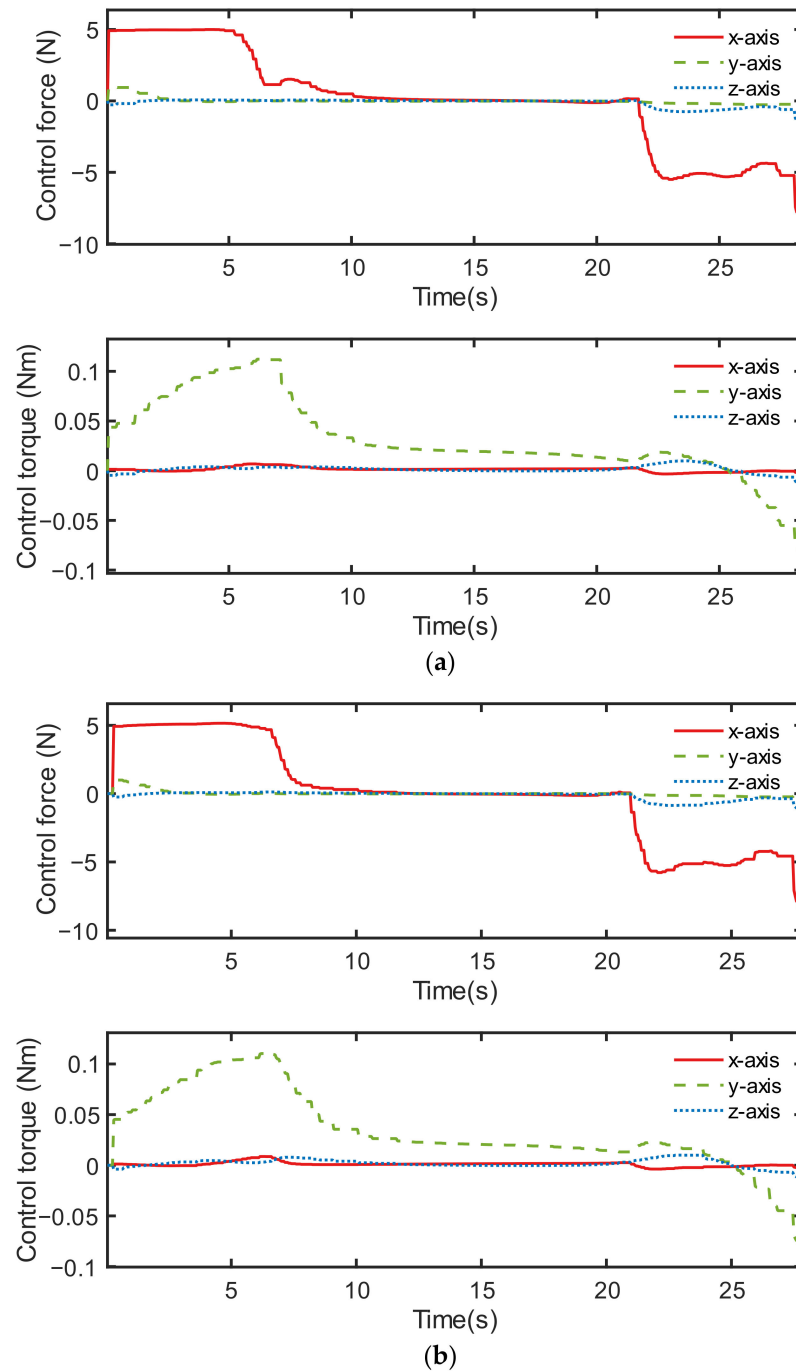 5
0
−5
−10
Control force (N)
x-axis
y-axis
z-axis
5 10 15 20 25
Time(s)
0.1
0.05
0
−0.05
−0.1
Control torque (Nm)
x-axis
y-axis
z-axis
5 10 15 20 25
Time(s)
(a)
5
0
−5
−10
Control force (N)
x-axis
y-axis
z-axis
5 10 15 20 25
Time(s)
0.1
0.05
0
−0.05
−0.1
Control torque (Nm)
x-axis
y-axis
z-axis
5 10 15 20 25
Time(s)
(b)